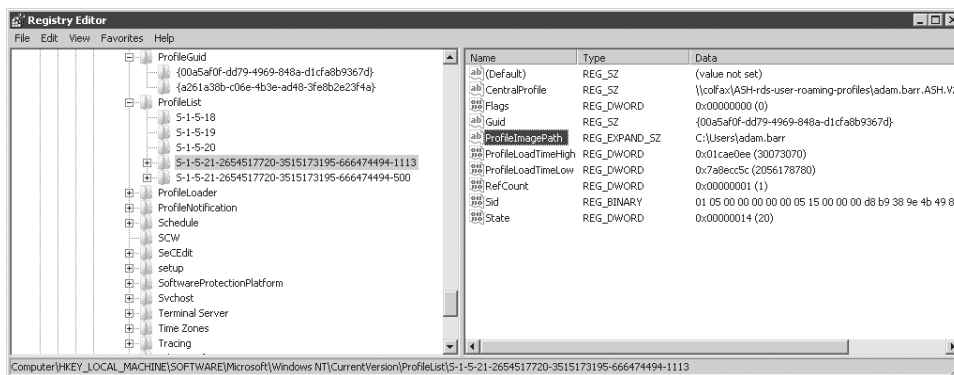 Registry Editor
File Edit View Favorites Help
ProfileGuid
{00a5af0f-dd79-4969-848a-d1cfa8b9367d}
{a261a38b-c06e-4b3e-ad48-3fe8b2e23f4a}
ProfileList
S-1-5-18
S-1-5-19
S-1-5-20
S-1-5-21-2654517720-3515173195-666474494-1113
S-1-5-21-2654517720-3515173195-666474494-500
ProfileLoader
ProfileNotification
Schedule
SCW
SeCEdit
setup
SoftwareProtectionPlatform
Svchost
Terminal Server
Time Zones
Tracing
Name Type Data
(Default) REG_SZ (value not set)
CentralProfile REG_SZ \\colfax\ASH-rds-user-roaming-profiles\adam.barr.ASH.V2
Flags REG_DWORD 0x00000000 (0)
Guid REG_SZ {00a5af0f-dd79-4969-848a-d1cfa8b9367d}
ProfileImagePath REG_EXPAND_SZ C:\Users\adam.barr
ProfileLoadTimeHigh REG_DWORD 0x01cae0ee (30073070)
ProfileLoadTimeLow REG_DWORD 0x7a8ecc5c (2056178780)
RefCount REG_DWORD 0x00000001 (1)
Sid REG_BINARY 01 05 00 00 00 00 00 05 15 00 00 00 d8 b9 38 9e 4b 49 8
State REG_DWORD 0x00000014 (20)
Computer\HKEY_LOCAL_MACHINE\SOFTWARE\Microsoft\Windows NT\CurrentVersion\ProfileList\S-1-5-21-2654517720-3515173195-666474494-1113